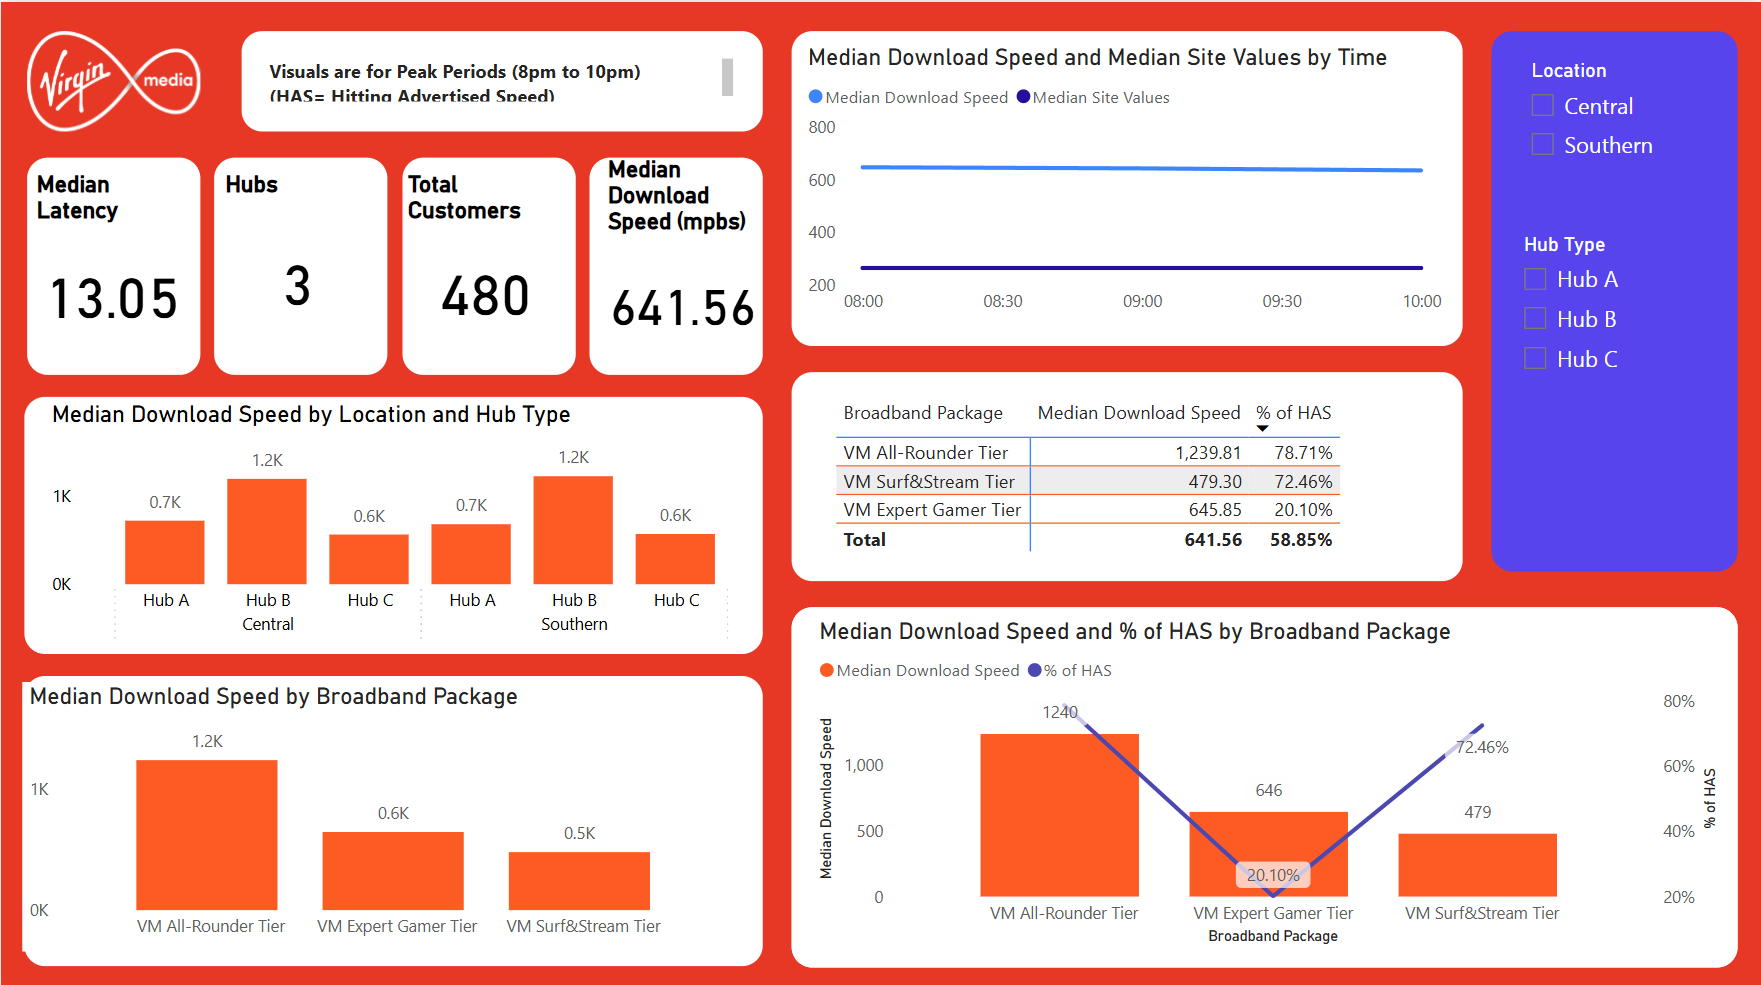 Virgin media
Visuals are for Peak Periods (8pm to 10pm)
(HAS= Hitting Advertised Speed)
Median
Latency
13.05
Hubs
3
Total
Customers
480
Median
Download
Speed (mpbs)
641.56
Median Download Speed by Location and Hub Type
1K
0K
0.7K
1.2K
0.6K
0.7K
1.2K
0.6K
Hub A
Hub B
Hub C
Hub A
Hub B
Hub C
Central
Southern
Median Download Speed by Broadband Package
1K
0K
1.2K
0.6K
0.5K
VM All-Rounder Tier
VM Expert Gamer Tier
VM Surf&Stream Tier
Median Download Speed and Median Site Values by Time
Median Download Speed
Median Site Values
800
600
400
200
08:00
08:30
09:00
09:30
10:00
Broadband Package Median Download Speed % of HAS
VM All-Rounder Tier 1,239.81 78.71%
VM Surf&Stream Tier 479.30 72.46%
VM Expert Gamer Tier 645.85 20.10%
Total 641.56 58.85%
Location
Central
Southern
Hub Type
Hub A
Hub B
Hub C
Median Download Speed and % of HAS by Broadband Package
Median Download Speed
% of HAS
Median Download Speed
1,000
500
0
1240
646
479
20.10%
72.46%
80%
60%
40%
20%
% of HAS
VM All-Rounder Tier
VM Expert Gamer Tier
VM Surf&Stream Tier
Broadband Package